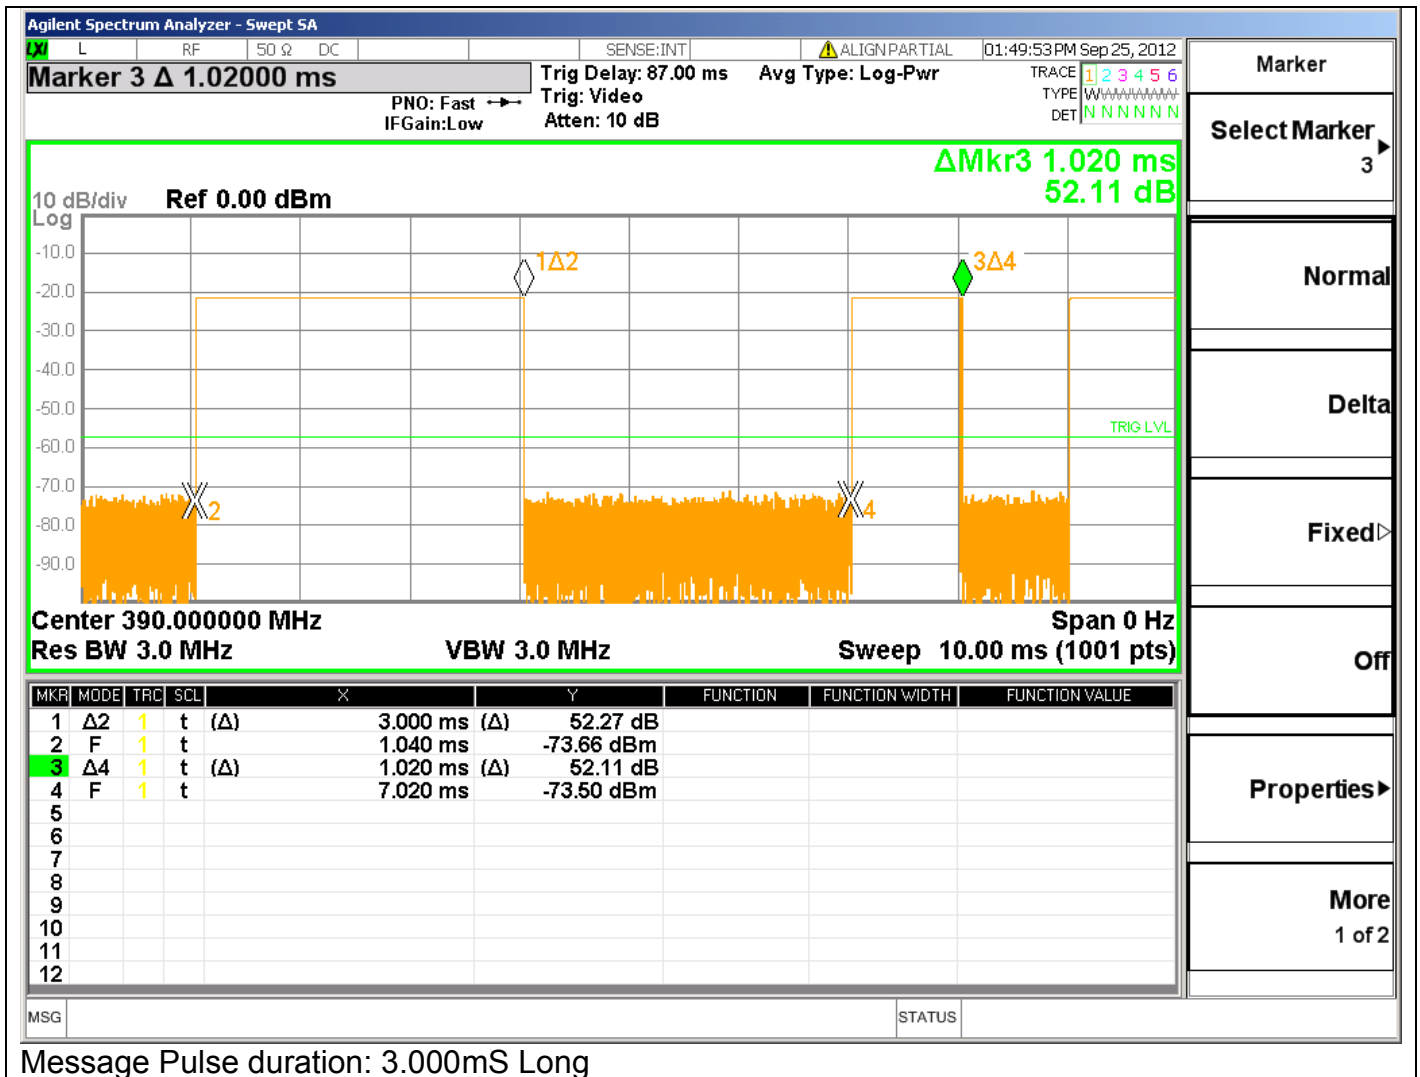 Agilent Spectrum Analyzer - Swept SA
LXI L RF 50 Ω DC SENSE:INT ALIGN PARTIAL 01:49:53 PM Sep 25, 2012
Marker 3 Δ 1.02000 ms
PNO: Fast
IFGain:Low
Trig Delay: 87.00 ms
Trig: Video
Atten: 10 dB
Avg Type: Log-Pwr
TRACE 1 2 3 4 5 6
TYPE WWWWWW
DET N N N N N N
ΔMkr3 1.020 ms
52.11 dB
10 dB/div Ref 0.00 dBm
Log
-10.0
-20.0
-30.0
-40.0
-50.0
-60.0
-70.0
-80.0
-90.0
1Δ2
3Δ4
TRIG LVL
2
4
Center 390.000000 MHz Span 0 Hz
Res BW 3.0 MHz VBW 3.0 MHz Sweep 10.00 ms (1001 pts)
MKR MODE TRC SCL X Y FUNCTION FUNCTION WIDTH FUNCTION VALUE
1 Δ2 1 t (Δ) 3.000 ms (Δ) 52.27 dB
2 F 1 t 1.040 ms -73.66 dBm
3 Δ4 1 t (Δ) 1.020 ms (Δ) 52.11 dB
4 F 1 t 7.020 ms -73.50 dBm
5
6
7
8
9
10
11
12
MSG STATUS
Marker
Select Marker
3
Normal
Delta
Fixed
Off
Properties
More
1 of 2
Message Pulse duration: 3.000mS Long